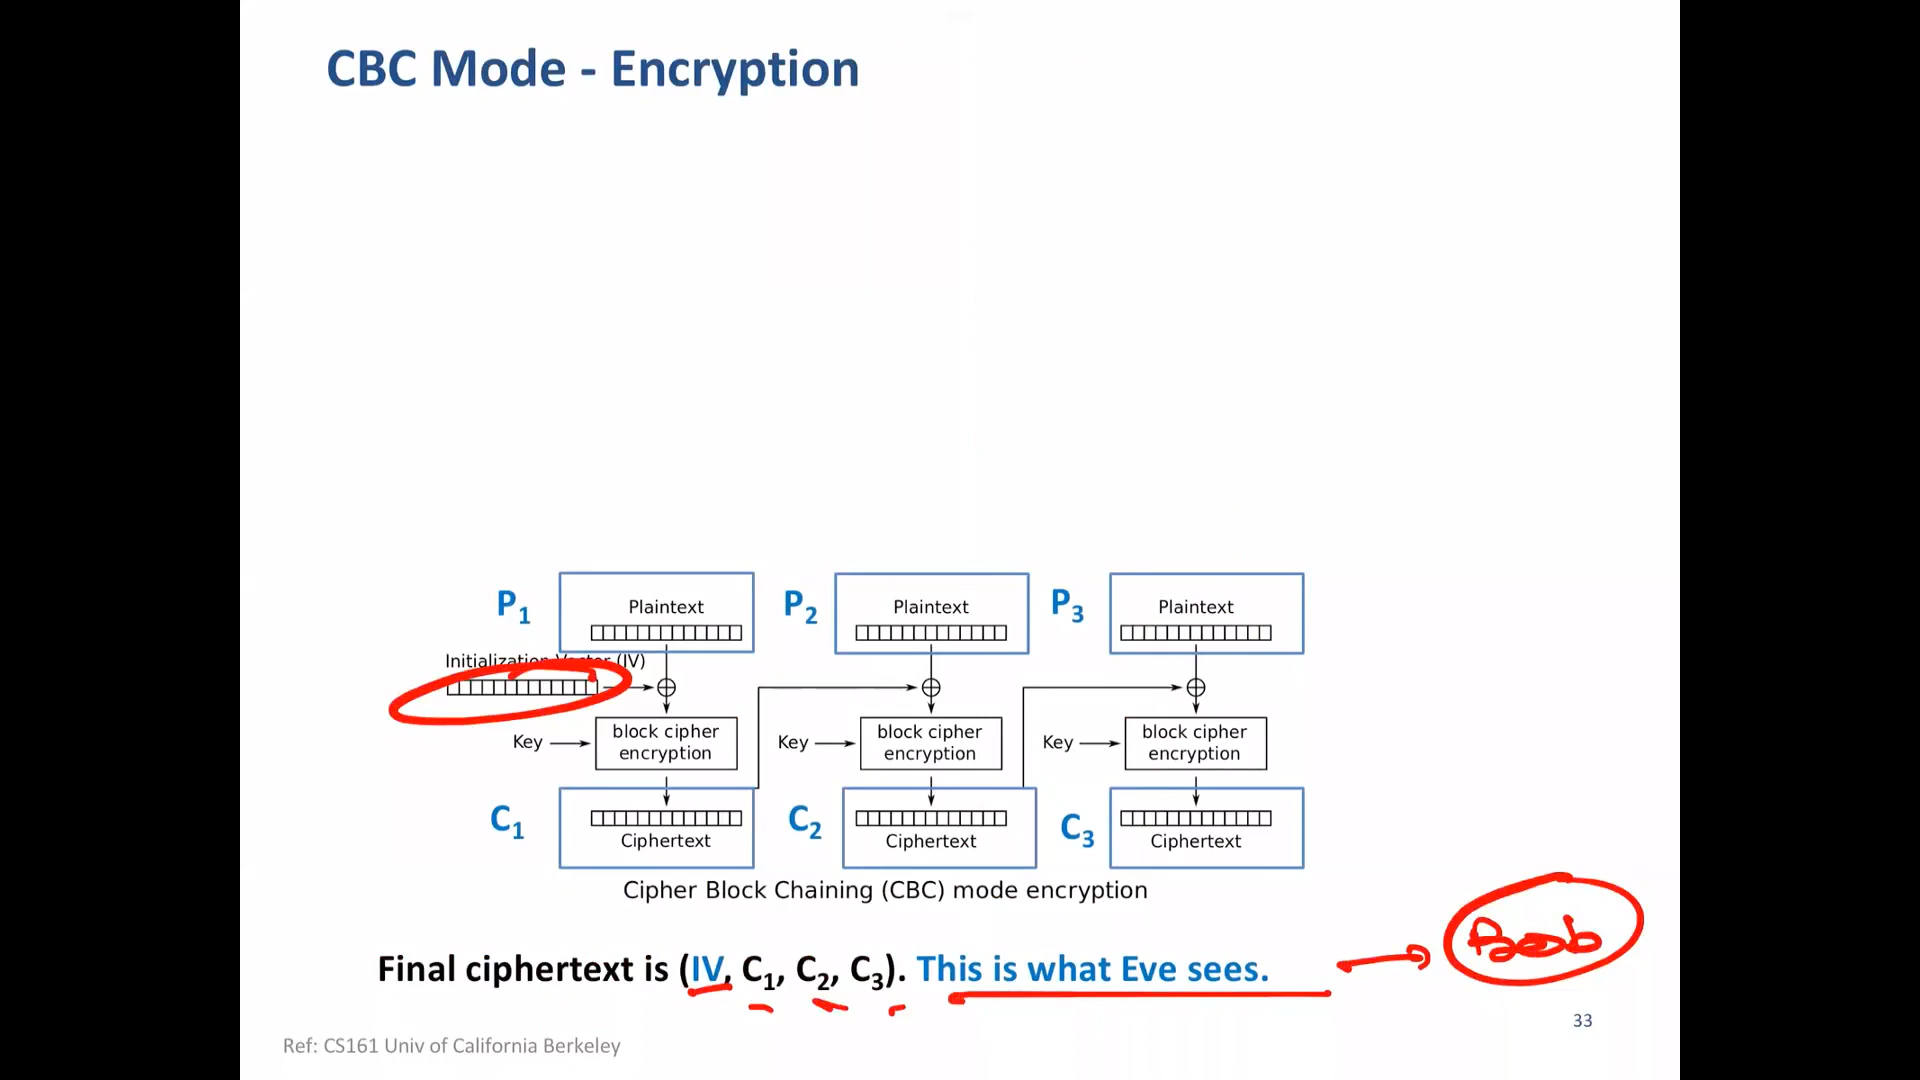 CBC Mode - Encryption
P1 Plaintext P2 Plaintext P3 Plaintext
Initialization Vector (IV)
Key block cipher encryption Key block cipher encryption Key block cipher encryption
C1 Ciphertext C2 Ciphertext C3 Ciphertext
Cipher Block Chaining (CBC) mode encryption
Bob
Final ciphertext is (IV, C1, C2, C3). This is what Eve sees.
33
Ref: CS161 Univ of California Berkeley